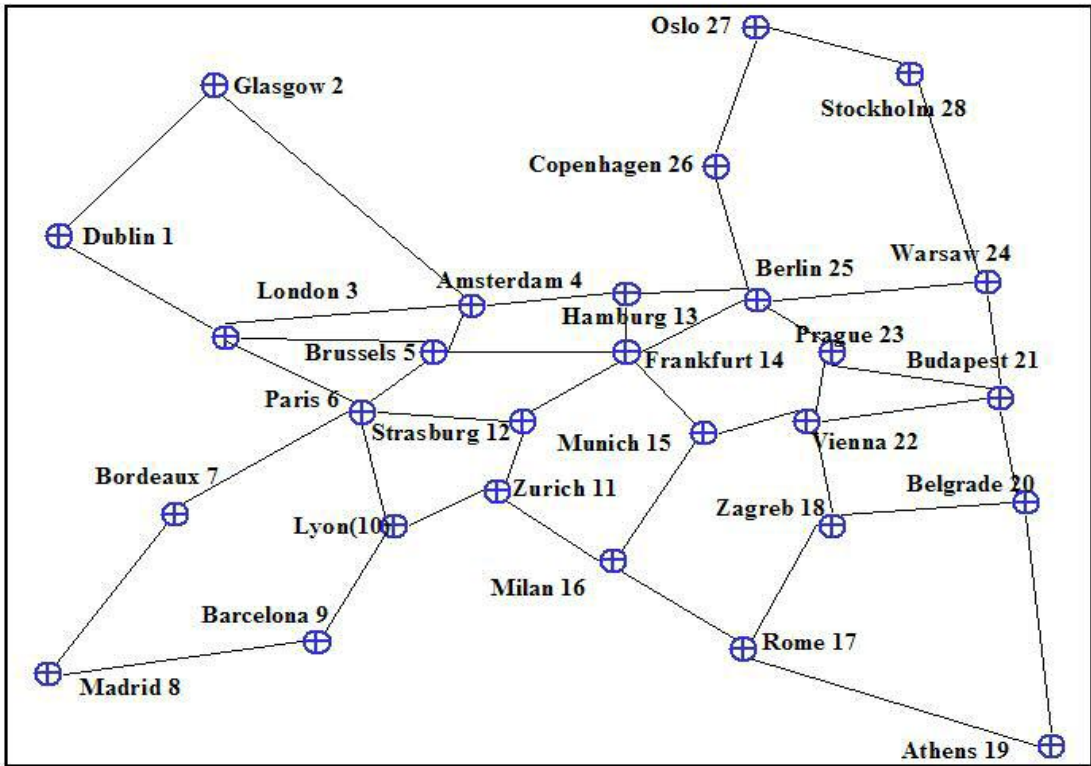 Oslo 27
Glasgow 2
Stockholm 28
Copenhagen 26
Dublin 1
Warsaw 24
Berlin 25
Amsterdam 4
London 3
Hamburg 13
Prague 23
Brussels 5
Frankfurt 14
Budapest 21
Paris 6
Strasburg 12
Munich 15
Vienna 22
Bordeaux 7
Zurich 11
Belgrade 20
Zagreb 18
Lyon(10)
Milan 16
Barcelona 9
Rome 17
Madrid 8
Athens 19